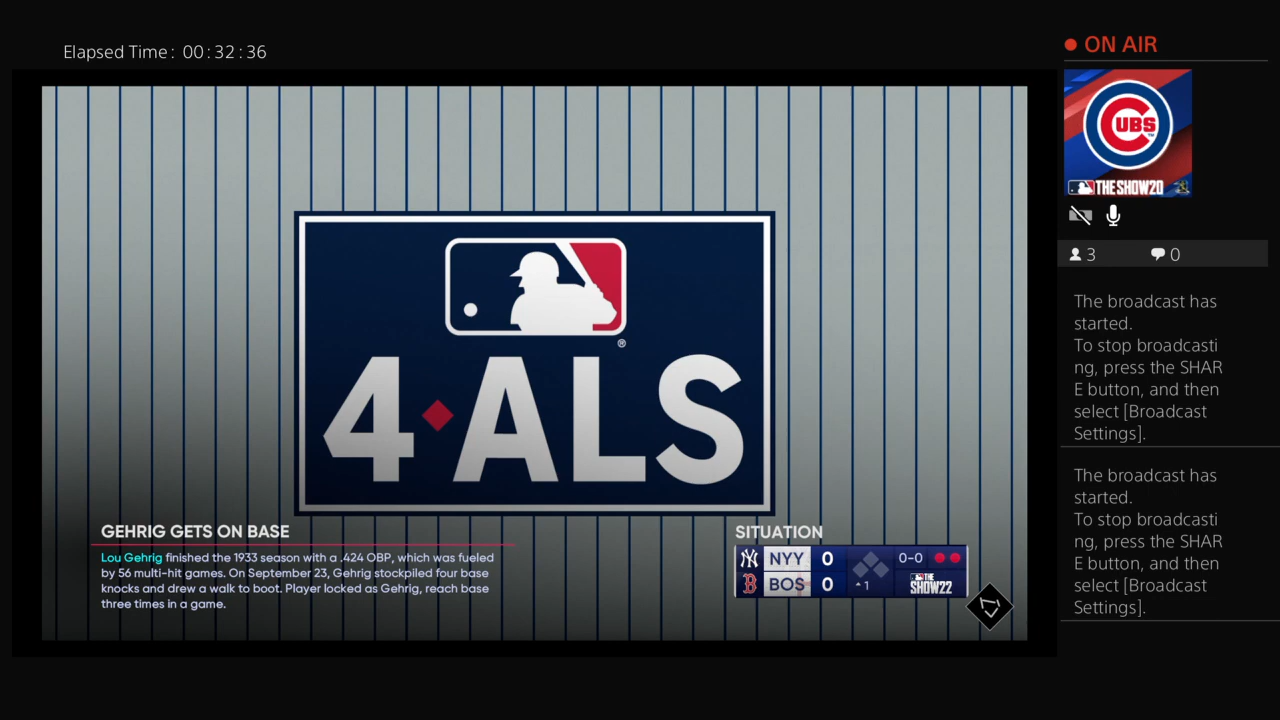 Elapsed Time: 00:32:36
ON AIR
CUBS
THE SHOW20
3
0
The broadcast has
started.
To stop broadcasti
ng, press the SHAR
E button, and then
select [Broadcast
Settings].
The broadcast has
started.
To stop broadcasti
ng, press the SHAR
E button, and then
select [Broadcast
Settings].
®
4 ALS
GEHRIG GETS ON BASE
Lou Gehrig finished the 1933 season with a .424 OBP, which was fueled
by 56 multi-hit games. On September 23, Gehrig stockpiled four base
knocks and drew a walk to boot. Player locked as Gehrig, reach base
three times in a game.
SITUATION
NYY 0 0-0
BOS 0 1 THE SHOW22